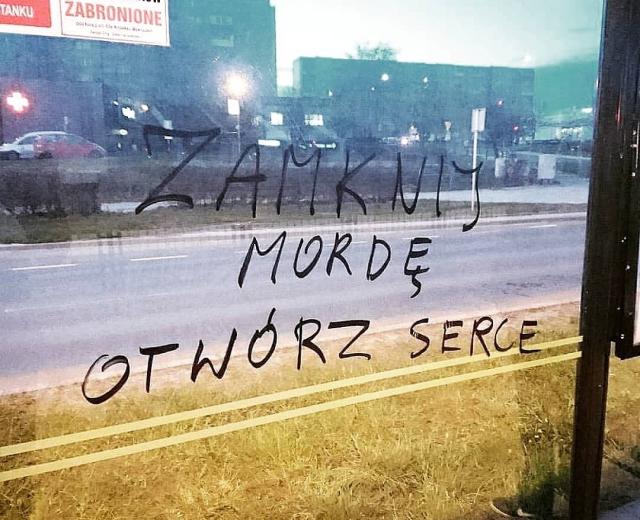 TANKU
ZABRONIONE
ZAMKNIJ
MORDĘ
OTWÓRZ SERCE